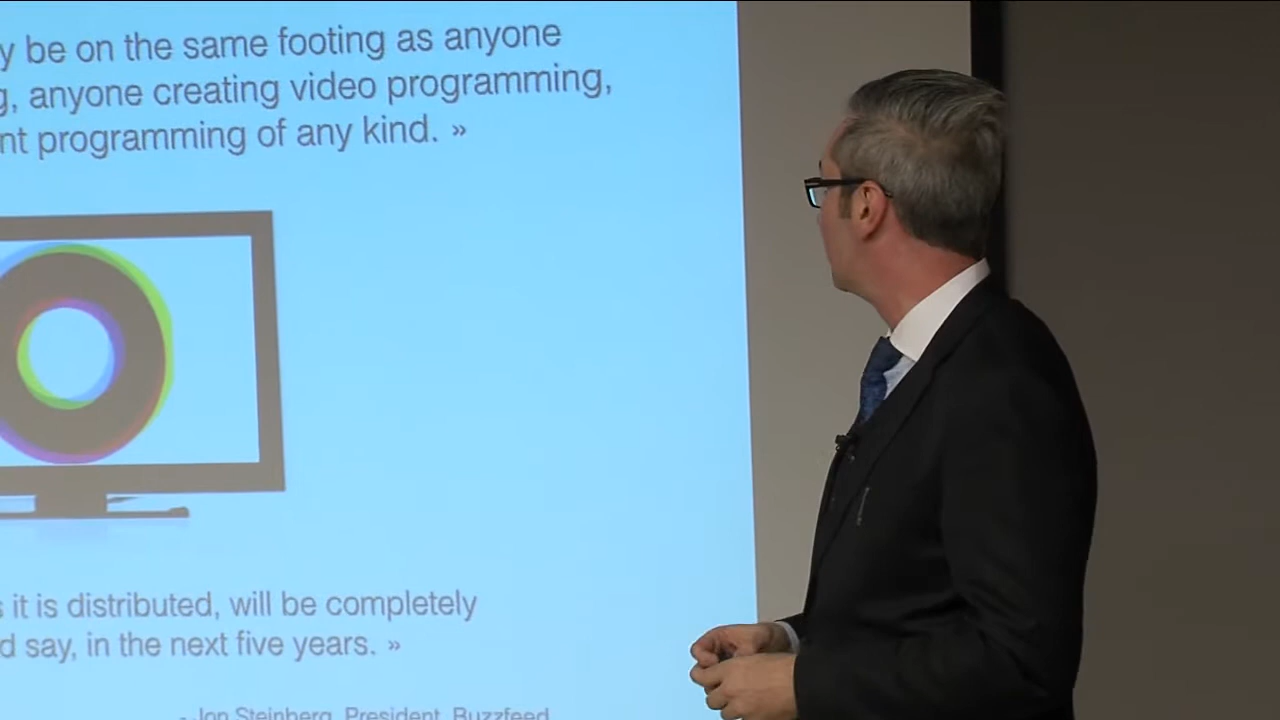 y be on the same footing as anyone
g, anyone creating video programming,
nt programming of any kind. »
s it is distributed, will be completely
d say, in the next five years. »
- Jon Steinberg, President, Buzzfeed